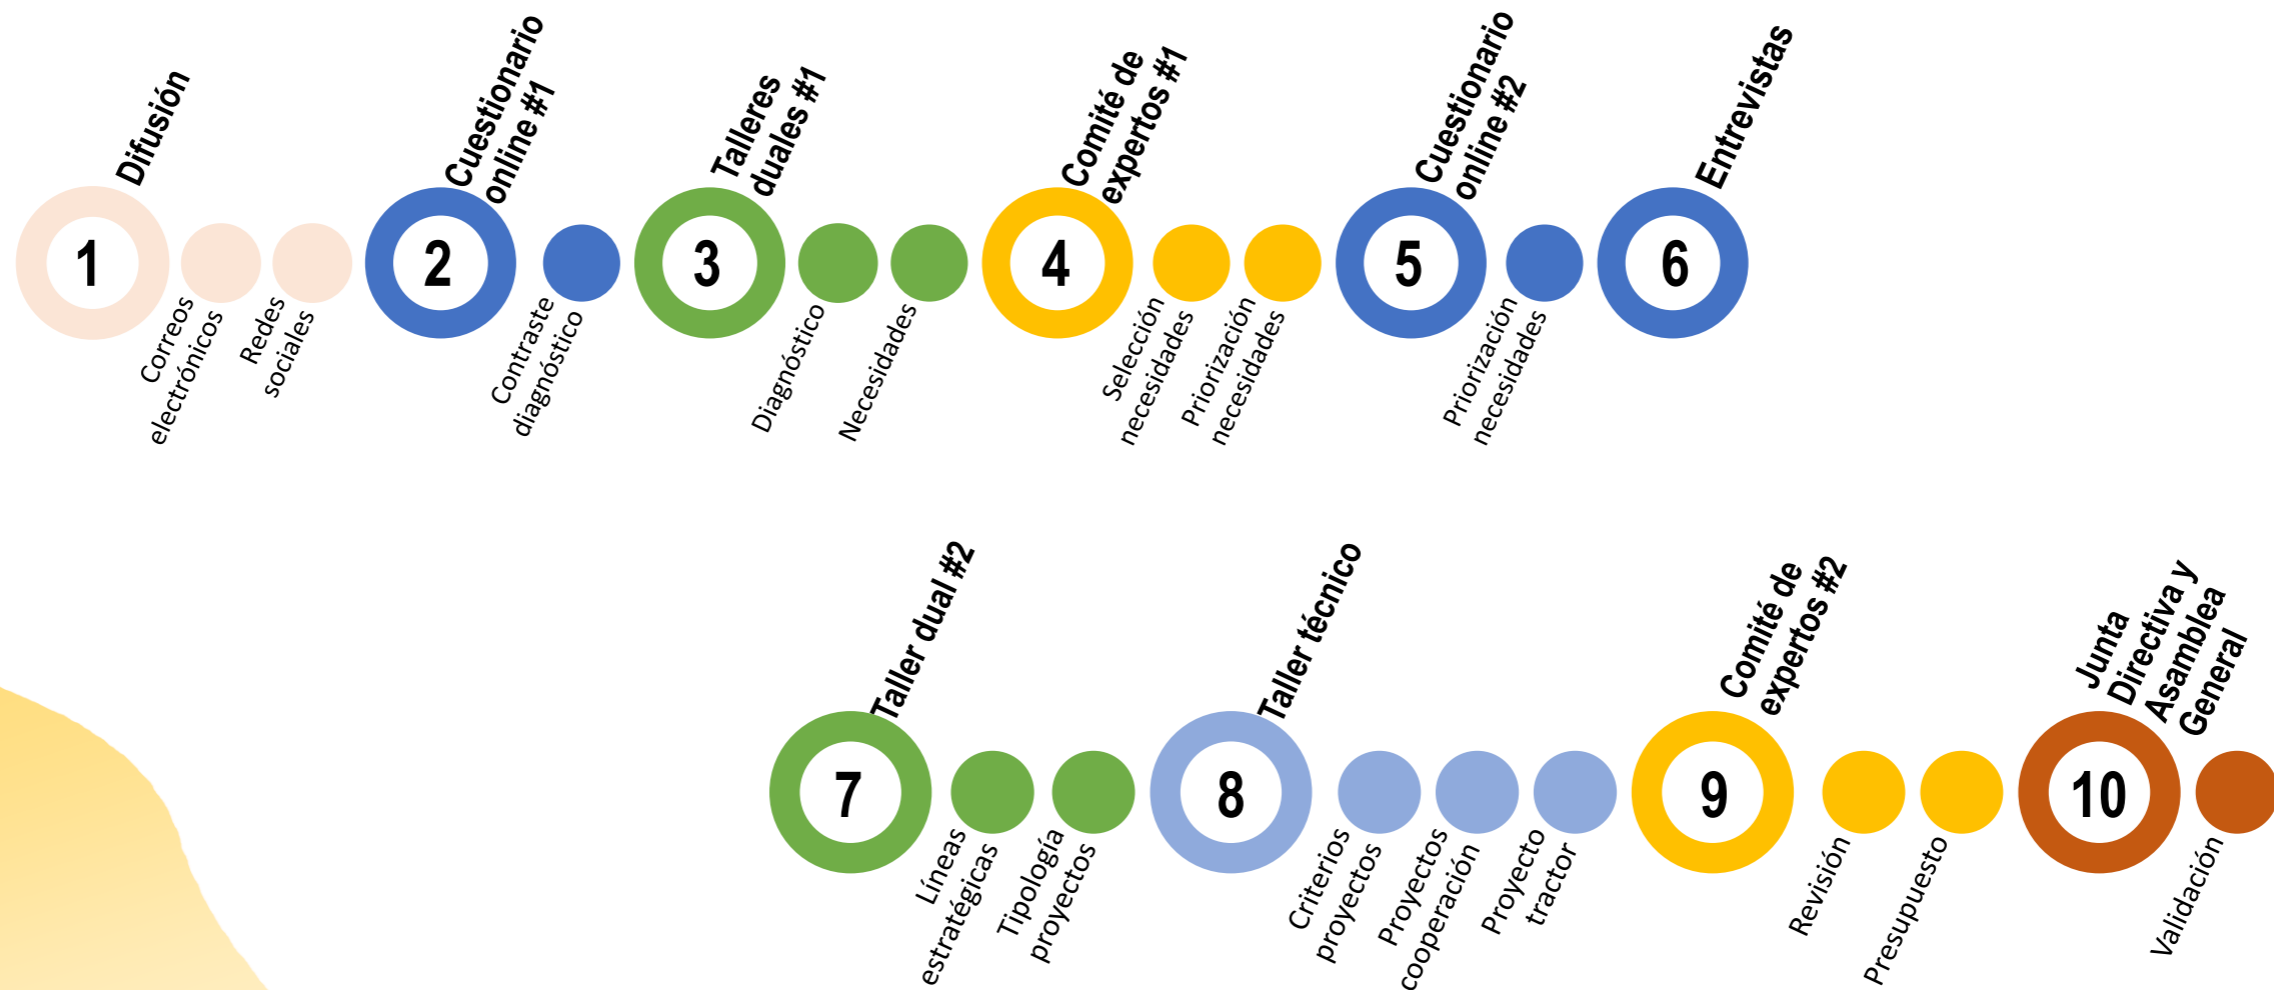 1
Difusión
Correos
electrónicos
Redes
sociales
2
Cuestionario
online #1
Contraste
diagnóstico
3
Talleres
duales #1
Diagnóstico
Necesidades
4
Comité de
expertos #1
Selección
necesidades
Priorización
necesidades
5
Cuestionario
online #2
Priorización
necesidades
6
Entrevistas
7
Taller dual #2
Líneas
estratégicas
Tipología
proyectos
8
Taller técnico
Criterios
proyectos
Proyectos
cooperación
Proyecto
tractor
9
Comité de
expertos #2
Revisión
Presupuesto
10
Junta
Directiva y
Asamblea
General
Validación